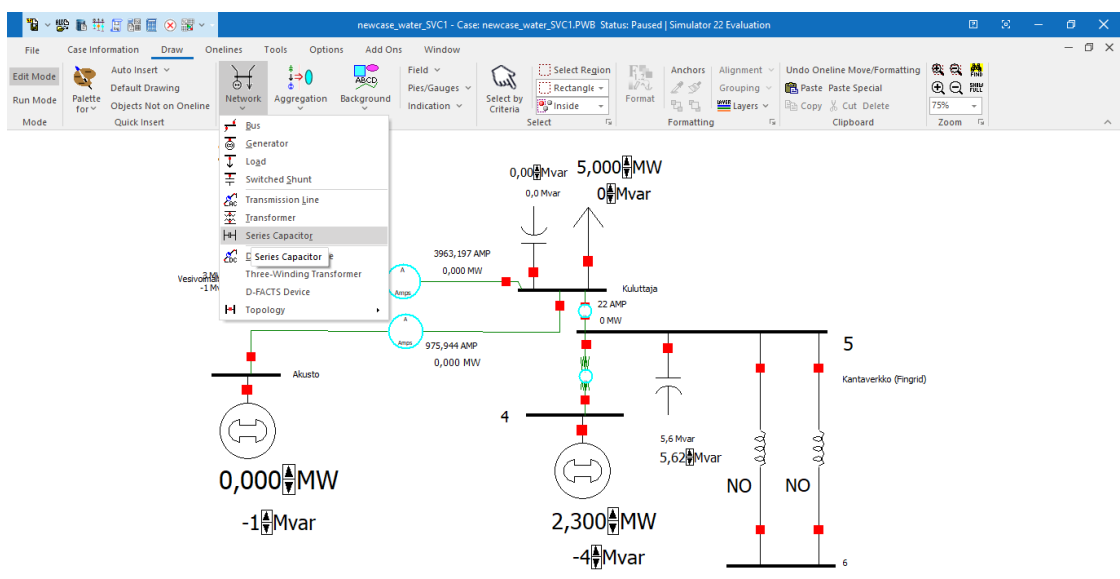 newcase_water_SVC1 - Case: newcase_water_SVC1.PWB Status: Paused | Simulator 22 Evaluation
File Case Information Draw Onelines Tools Options Add Ons Window
Edit Mode
Run Mode
Mode
Palette for
Auto Insert
Default Drawing
Objects Not on Oneline
Quick Insert
Network
Aggregation
ABCD
Background
Field
Pies/Gauges
Indication
Select by Criteria
Select Region
Rectangle
Inside
Select
Format
Anchors
Alignment
Grouping
Layers
Formatting
Undo Oneline Move/Formatting
Paste Paste Special
Copy Cut Delete
Clipboard
FIND
SHOW FULL
75%
Zoom
Bus
Generator
Load
Switched Shunt
Transmission Line
Transformer
Series Capacitor
Series Capacitor
Three-Winding Transformer
D-FACTS Device
Topology
0,00 Mvar
5,000 MW
0,0 Mvar
0 Mvar
3963,197 AMP
0,000 MW
A
Amps
Kuluttaja
22 AMP
0 MW
A
Amps
975,944 AMP
0,000 MW
5
Kantaverkko (Fingrid)
Akusto
4
5,6 Mvar
5,62 Mvar
0,000 MW
-1 Mvar
2,300 MW
-4 Mvar
NO
NO
6